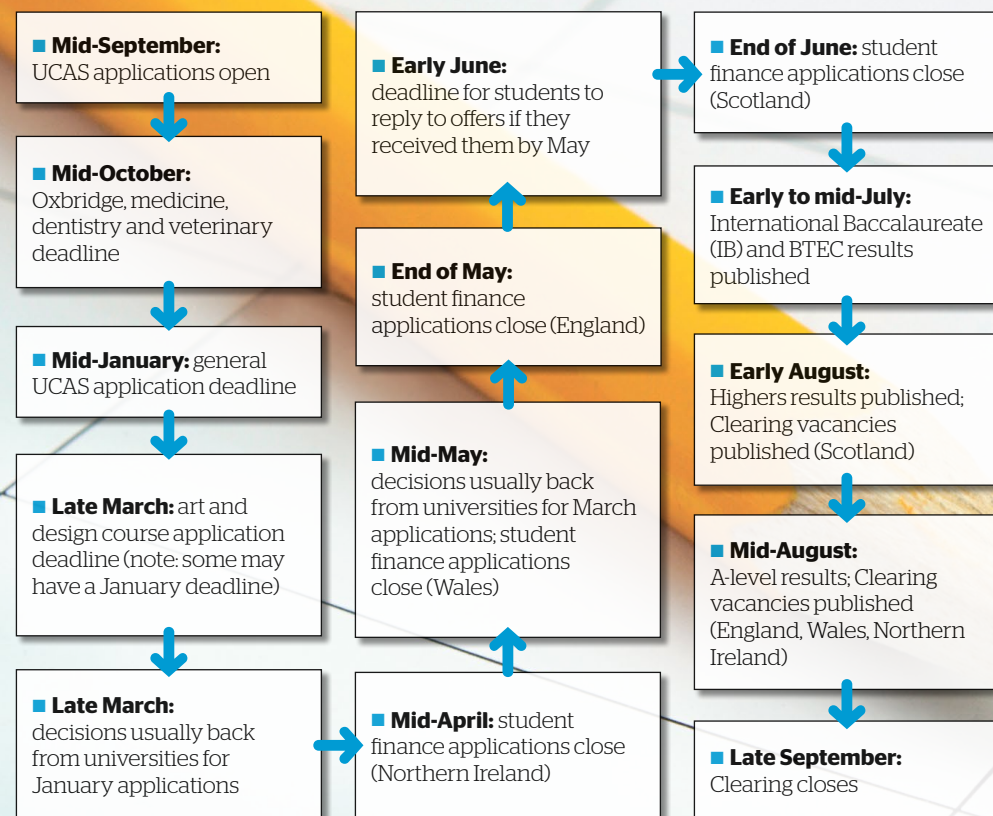 ■ Mid-September:
UCAS applications open
■ Mid-October:
Oxbridge, medicine,
dentistry and veterinary
deadline
■ Mid-January: general
UCAS application deadline
■ Late March: art and
design course application
deadline (note: some may
have a January deadline)
■ Late March:
decisions usually back
from universities for
January applications
■ Mid-April: student
finance applications close
(Northern Ireland)
■ Mid-May:
decisions usually back
from universities for March
applications; student
finance applications
close (Wales)
■ End of May:
student finance
applications close (England)
■ Early June:
deadline for students to
reply to offers if they
received them by May
■ End of June: student
finance applications close
(Scotland)
■ Early to mid-July:
International Baccalaureate
(IB) and BTEC results
published
■ Early August:
Highers results published;
Clearing vacancies
published (Scotland)
■ Mid-August:
A-level results; Clearing
vacancies published
(England, Wales, Northern
Ireland)
■ Late September:
Clearing closes